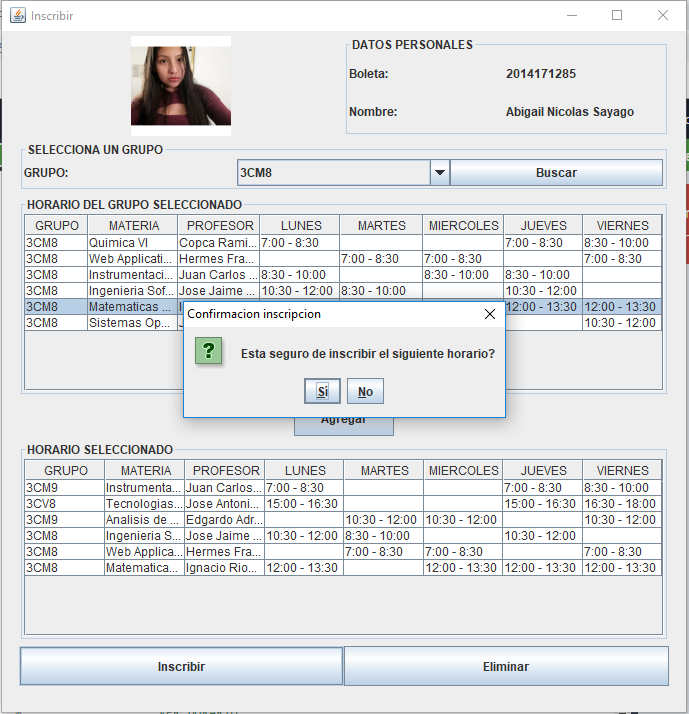 Inscribir
DATOS PERSONALES
Boleta: 2014171285
Nombre: Abigail Nicolas Sayago
SELECCIONA UN GRUPO
GRUPO: 3CM8 Buscar
HORARIO DEL GRUPO SELECCIONADO
GRUPO MATERIA PROFESOR LUNES MARTES MIERCOLES JUEVES VIERNES
3CM8 Quimica VI Copca Rami... 7:00 - 8:30 7:00 - 8:30 8:30 - 10:00
3CM8 Web Applicati... Hermes Fra... 7:00 - 8:30 7:00 - 8:30 7:00 - 8:30
3CM8 Instrumentaci... Juan Carlos ... 8:30 - 10:00 8:30 - 10:00 8:30 - 10:00
3CM8 Ingenieria Sof... Jose Jaime ... 10:30 - 12:00 8:30 - 10:00 10:30 - 12:00
3CM8 Matematicas ... 12:00 - 13:30 12:00 - 13:30
3CM8 Sistemas Op... 10:30 - 12:00
Confirmacion inscripcion
Esta seguro de inscribir el siguiente horario?
Sí No
Agregar
HORARIO SELECCIONADO
GRUPO MATERIA PROFESOR LUNES MARTES MIERCOLES JUEVES VIERNES
3CM9 Instrumenta... Juan Carlos... 7:00 - 8:30 7:00 - 8:30 8:30 - 10:00
3CV8 Tecnologias... Jose Antoni... 15:00 - 16:30 15:00 - 16:30 16:30 - 18:00
3CM9 Analisis de ... Edgardo Adr... 10:30 - 12:00 10:30 - 12:00 10:30 - 12:00
3CM8 Ingenieria S... Jose Jaime ... 10:30 - 12:00 8:30 - 10:00 10:30 - 12:00
3CM8 Web Applica... Hermes Fra... 7:00 - 8:30 7:00 - 8:30 7:00 - 8:30
3CM8 Matematica... Ignacio Rio... 12:00 - 13:30 12:00 - 13:30 12:00 - 13:30 12:00 - 13:30
Inscribir Eliminar